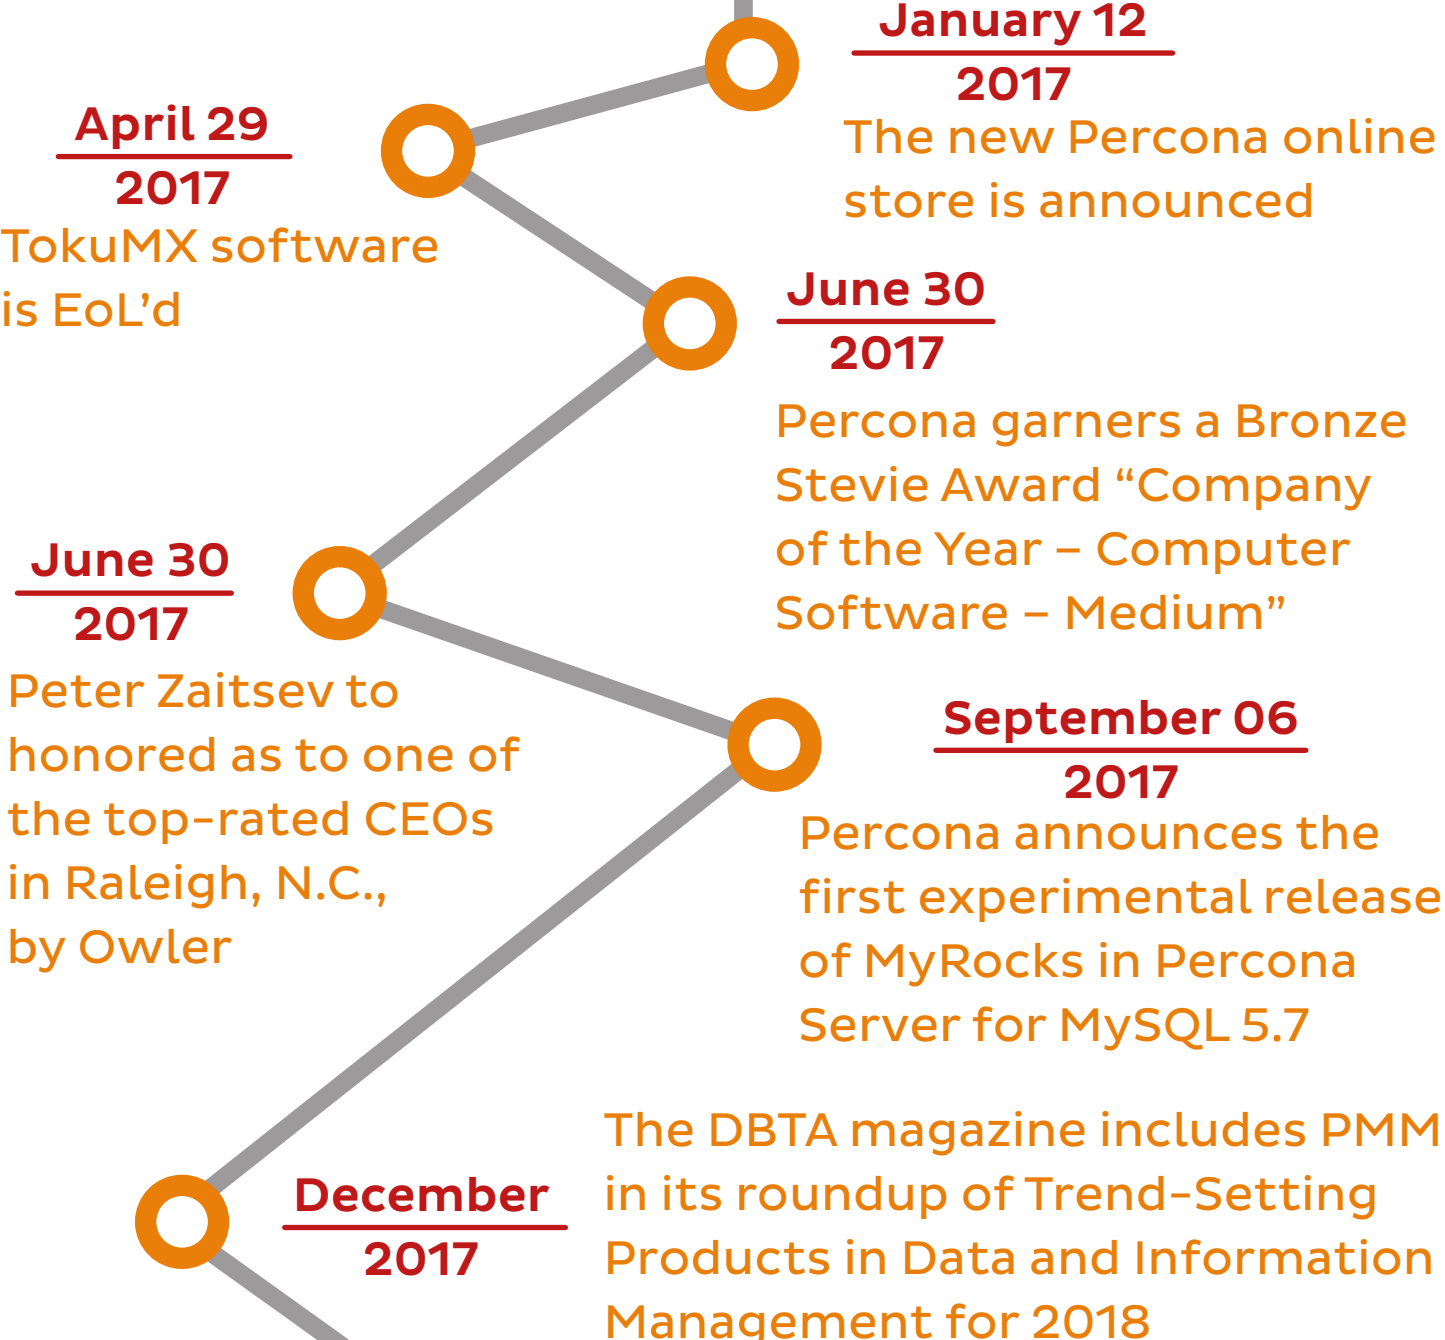 January 12
2017
The new Percona online
store is announced
April 29
2017
TokuMX software
is EoL’d
June 30
2017
Percona garners a Bronze
Stevie Award “Company
of the Year – Computer
Software – Medium”
June 30
2017
Peter Zaitsev to
honored as to one of
the top-rated CEOs
in Raleigh, N.C.,
by Owler
September 06
2017
Percona announces the
first experimental release
of MyRocks in Percona
Server for MySQL 5.7
December
2017
The DBTA magazine includes PMM
in its roundup of Trend-Setting
Products in Data and Information
Management for 2018